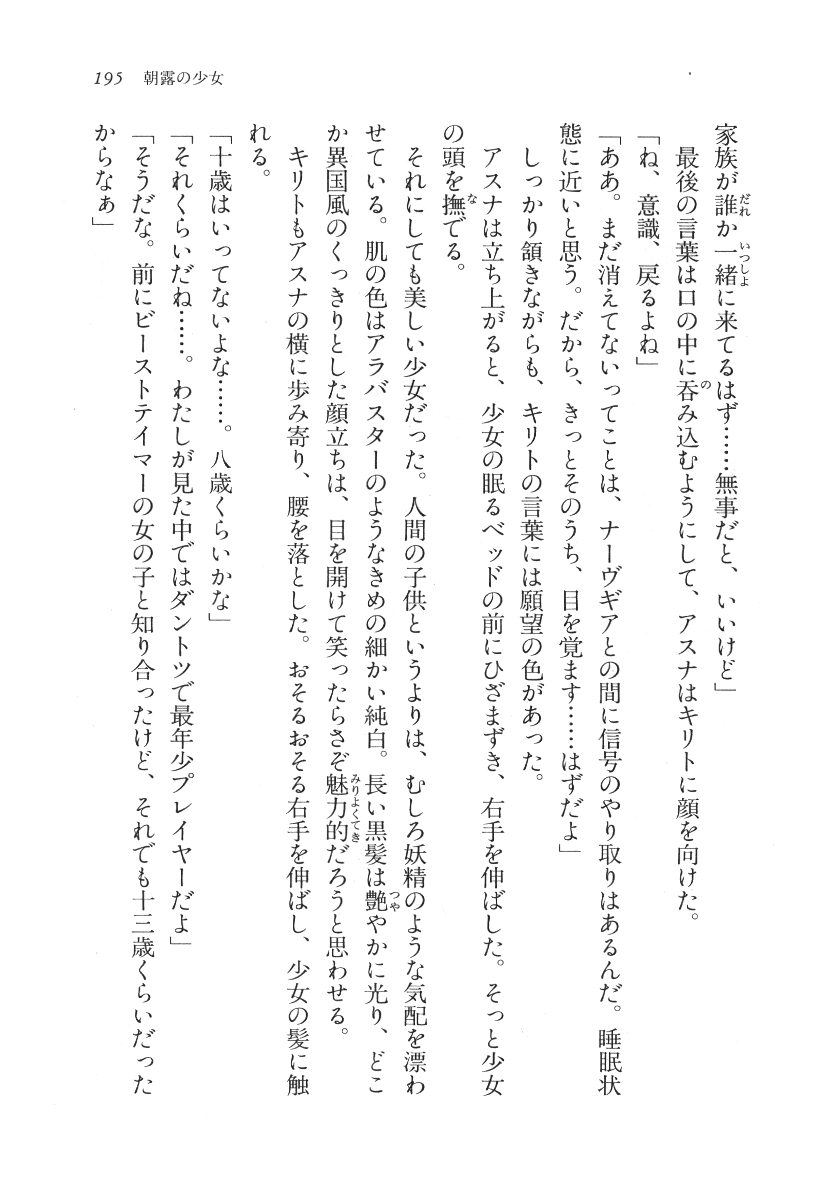 195　朝露の少女
家族が誰か一緒に来てるはず……無事だと、いいけど」
　最後の言葉は口の中に呑み込むようにして、アスナはキリトに顔を向けた。
「ね、意識、戻るよね」
「ああ。まだ消えてないってことは、ナーヴギアとの間に信号のやり取りはあるんだ。睡眠状
態に近いと思う。だから、きっとそのうち、目を覚ます……はずだよ」
　しっかり頷きながらも、キリトの言葉には願望の色があった。
　アスナは立ち上がると、少女の眠るベッドの前にひざまずき、右手を伸ばした。そっと少女
の頭を撫でる。
　それにしても美しい少女だった。人間の子供というよりは、むしろ妖精のような気配を漂わ
せている。肌の色はアラバスターのようなきめの細かい純白。長い黒髪は艶やかに光り、どこ
か異国風のくっきりとした顔立ちは、目を開けて笑ったらさぞ魅力的だろうと思わせる。
　キリトもアスナの横に歩み寄り、腰を落とした。おそるおそる右手を伸ばし、少女の髪に触
れる。
「十歳はいってないよな……。八歳くらいかな」
「それくらいだね……。わたしが見た中ではダントツで最年少プレイヤーだよ」
「そうだな。前にビーストテイマーの女の子と知り合ったけど、それでも十三歳くらいだった
からなぁ」